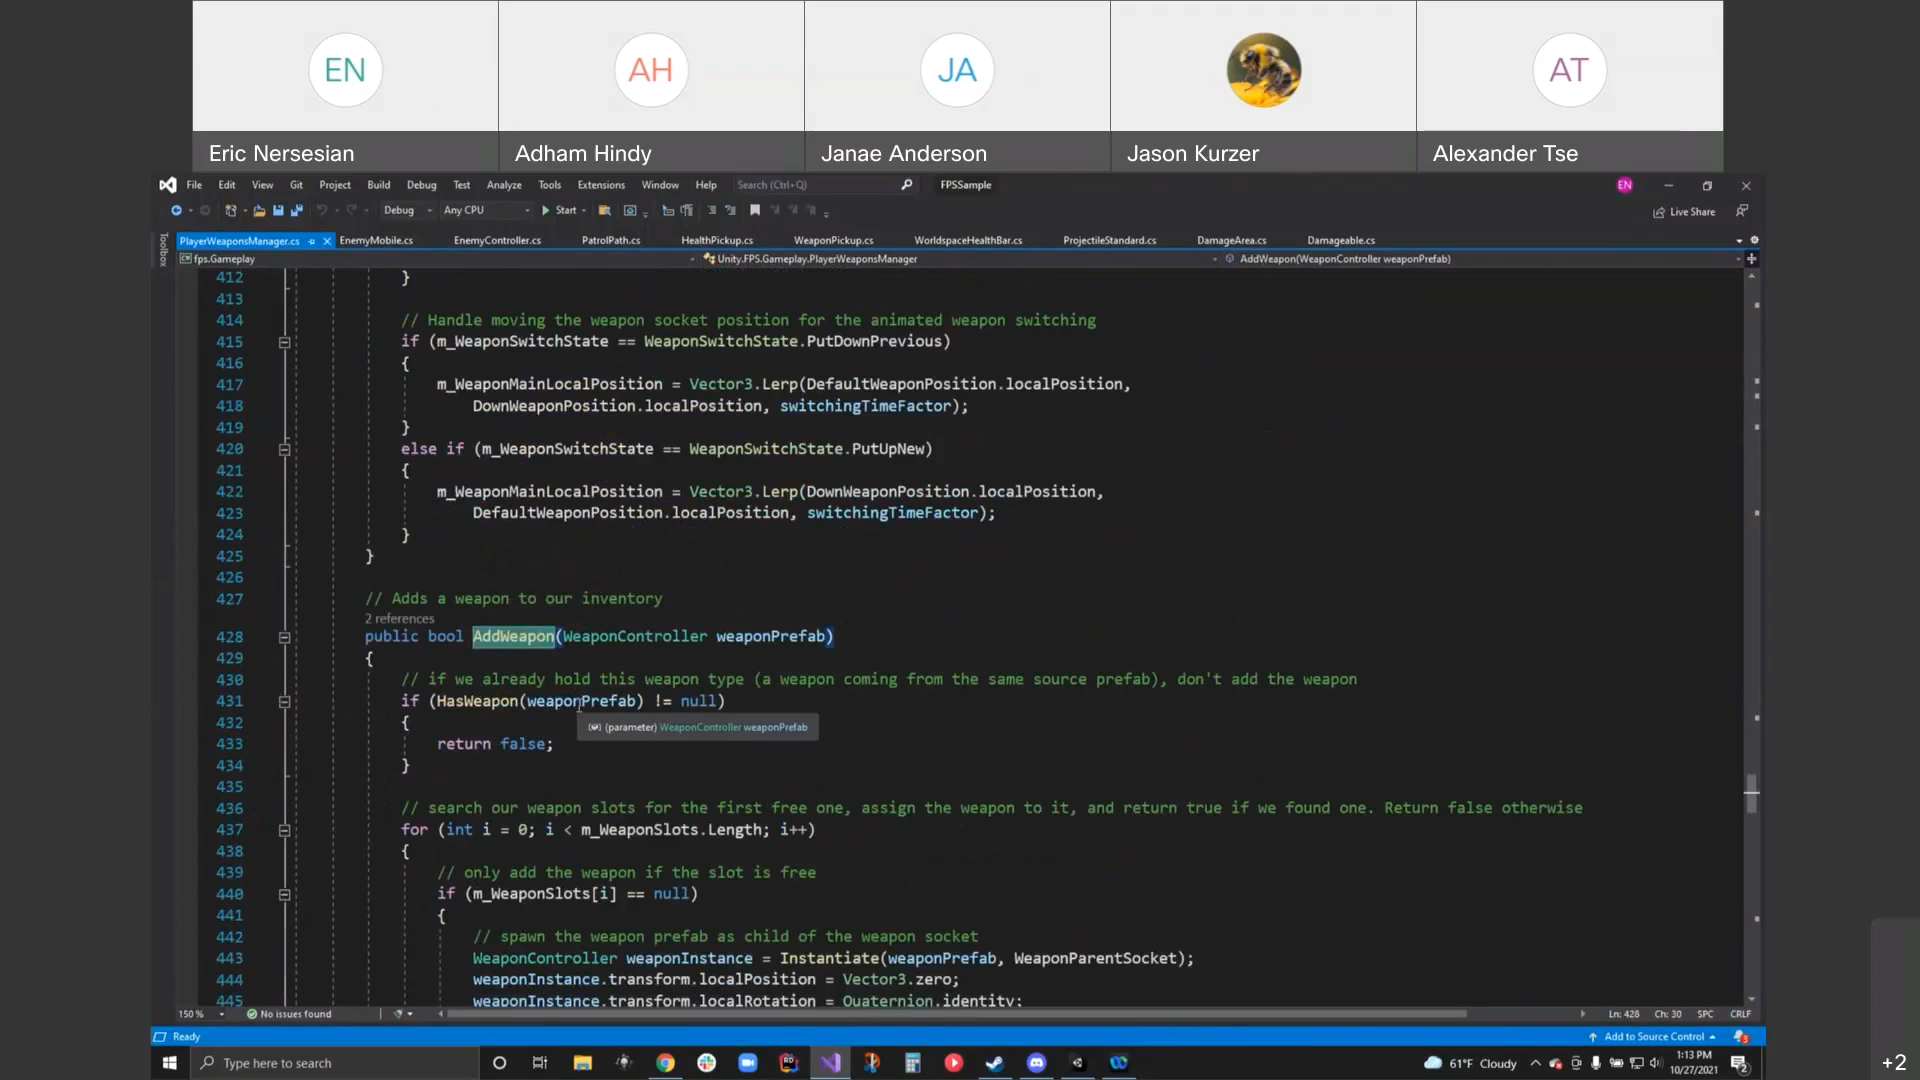 EN
AH
JA
AT
Eric Nersesian
Adham Hindy
Janae Anderson
Jason Kurzer
Alexander Tse
File Edit View Git Project Build Debug Test Analyze Tools Extensions Window Help Search (Ctrl+Q) FPSSample EN
Debug Any CPU Start Live Share
Toolbox
PlayerWeaponsManager.cs EnemyMobile.cs EnemyController.cs PatrolPath.cs HealthPickup.cs WeaponPickup.cs WorldspaceHealthBar.cs ProjectileStandard.cs DamageArea.cs Damageable.cs
fps.Gameplay Unity.FPS.Gameplay.PlayerWeaponsManager AddWeapon(WeaponController weaponPrefab)
412 }
413
414 // Handle moving the weapon socket position for the animated weapon switching
415 if (m_WeaponSwitchState == WeaponSwitchState.PutDownPrevious)
416 {
417 m_WeaponMainLocalPosition = Vector3.Lerp(DefaultWeaponPosition.localPosition,
418 DownWeaponPosition.localPosition, switchingTimeFactor);
419 }
420 else if (m_WeaponSwitchState == WeaponSwitchState.PutUpNew)
421 {
422 m_WeaponMainLocalPosition = Vector3.Lerp(DownWeaponPosition.localPosition,
423 DefaultWeaponPosition.localPosition, switchingTimeFactor);
424 }
425 }
426
427 // Adds a weapon to our inventory
2 references
428 public bool AddWeapon(WeaponController weaponPrefab)
429 {
430 // if we already hold this weapon type (a weapon coming from the same source prefab), don't add the weapon
431 if (HasWeapon(weaponPrefab) != null)
432 {
(parameter) WeaponController weaponPrefab
433 return false;
434 }
435
436 // search our weapon slots for the first free one, assign the weapon to it, and return true if we found one. Return false otherwise
437 for (int i = 0; i < m_WeaponSlots.Length; i++)
438 {
439 // only add the weapon if the slot is free
440 if (m_WeaponSlots[i] == null)
441 {
442 // spawn the weapon prefab as child of the weapon socket
443 WeaponController weaponInstance = Instantiate(weaponPrefab, WeaponParentSocket);
444 weaponInstance.transform.localPosition = Vector3.zero;
445 weaponInstance.transform.localRotation = Quaternion.identity;
150 % No issues found Ln: 428 Ch: 30 SPC CRLF
Ready Add to Source Control
Type here to search 61°F Cloudy 1:13 PM
10/27/2021
+2